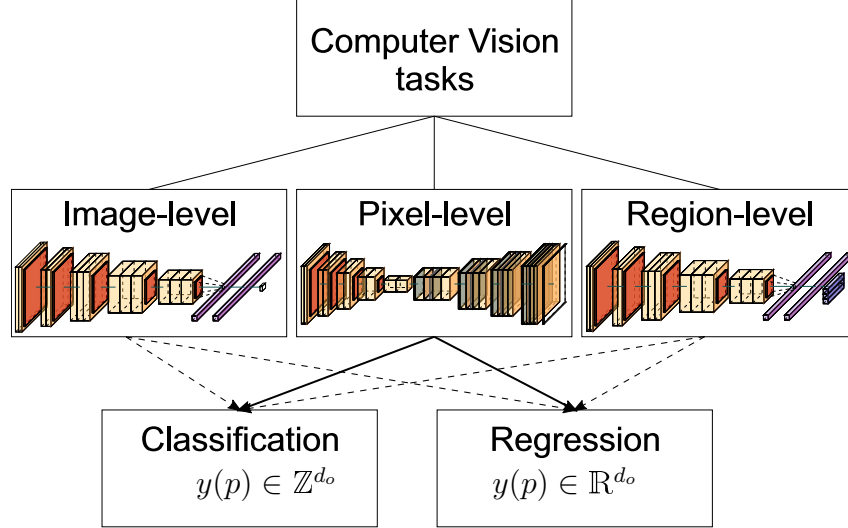 Computer Vision
tasks
Image-level
Pixel-level
Region-level
Classification
y(p) ∈ ℤ^{d_o}
Regression
y(p) ∈ ℝ^{d_o}